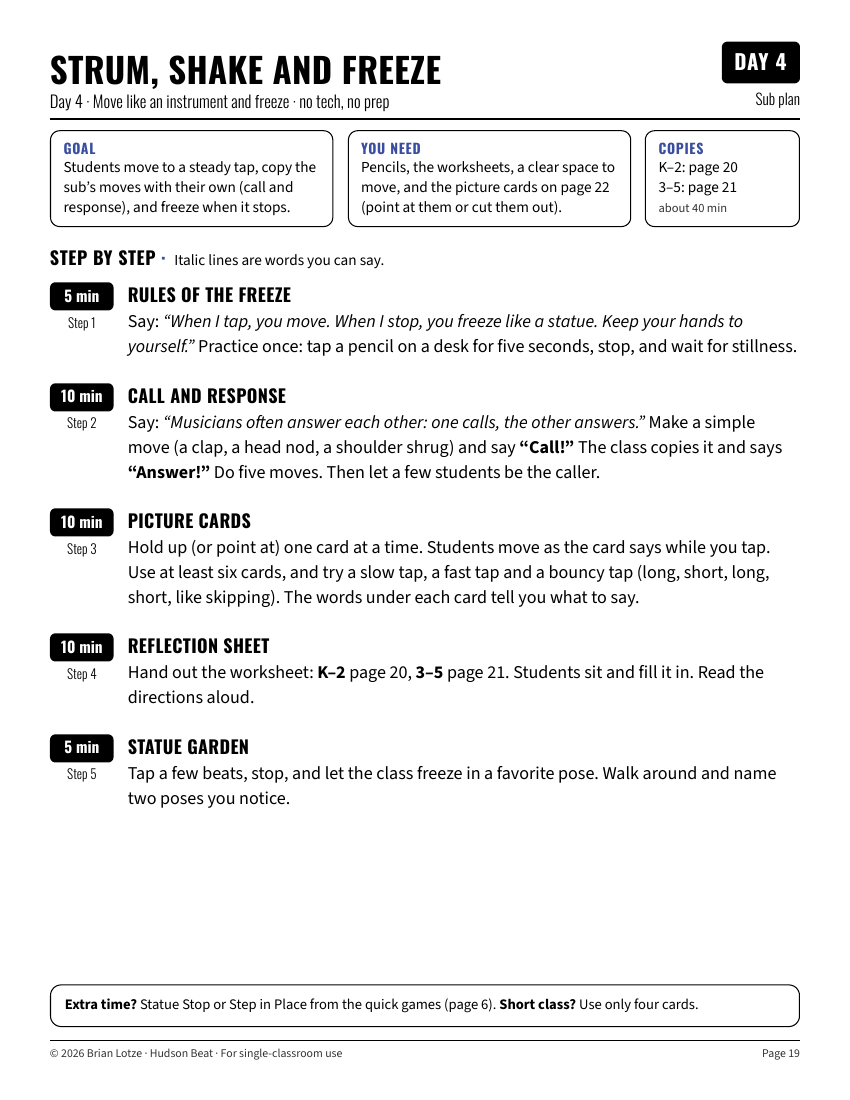 STRUM, SHAKE AND FREEZE
DAY 4
Day 4 · Move like an instrument and freeze · no tech, no prep
Sub plan
GOAL
Students move to a steady tap, copy the
sub’s moves with their own (call and
response), and freeze when it stops.
YOU NEED
Pencils, the worksheets, a clear space to
move, and the picture cards on page 22
(point at them or cut them out).
COPIES
K–2: page 20
3–5: page 21
about 40 min
STEP BY STEP · Italic lines are words you can say.
5 min
Step 1
RULES OF THE FREEZE
Say: “When I tap, you move. When I stop, you freeze like a statue. Keep your hands to
yourself.” Practice once: tap a pencil on a desk for five seconds, stop, and wait for stillness.
10 min
Step 2
CALL AND RESPONSE
Say: “Musicians often answer each other: one calls, the other answers.” Make a simple
move (a clap, a head nod, a shoulder shrug) and say “Call!” The class copies it and says
“Answer!” Do five moves. Then let a few students be the caller.
10 min
Step 3
PICTURE CARDS
Hold up (or point at) one card at a time. Students move as the card says while you tap.
Use at least six cards, and try a slow tap, a fast tap and a bouncy tap (long, short, long,
short, like skipping). The words under each card tell you what to say.
10 min
Step 4
REFLECTION SHEET
Hand out the worksheet: K–2 page 20, 3–5 page 21. Students sit and fill it in. Read the
directions aloud.
5 min
Step 5
STATUE GARDEN
Tap a few beats, stop, and let the class freeze in a favorite pose. Walk around and name
two poses you notice.
Extra time? Statue Stop or Step in Place from the quick games (page 6). Short class? Use only four cards.
© 2026 Brian Lotze · Hudson Beat · For single-classroom use
Page 19